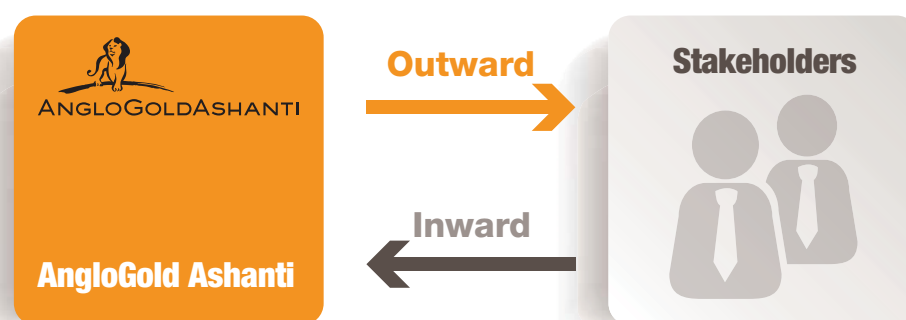 ANGLOGOLDASHANTI
AngloGold Ashanti
Outward
Inward
Stakeholders